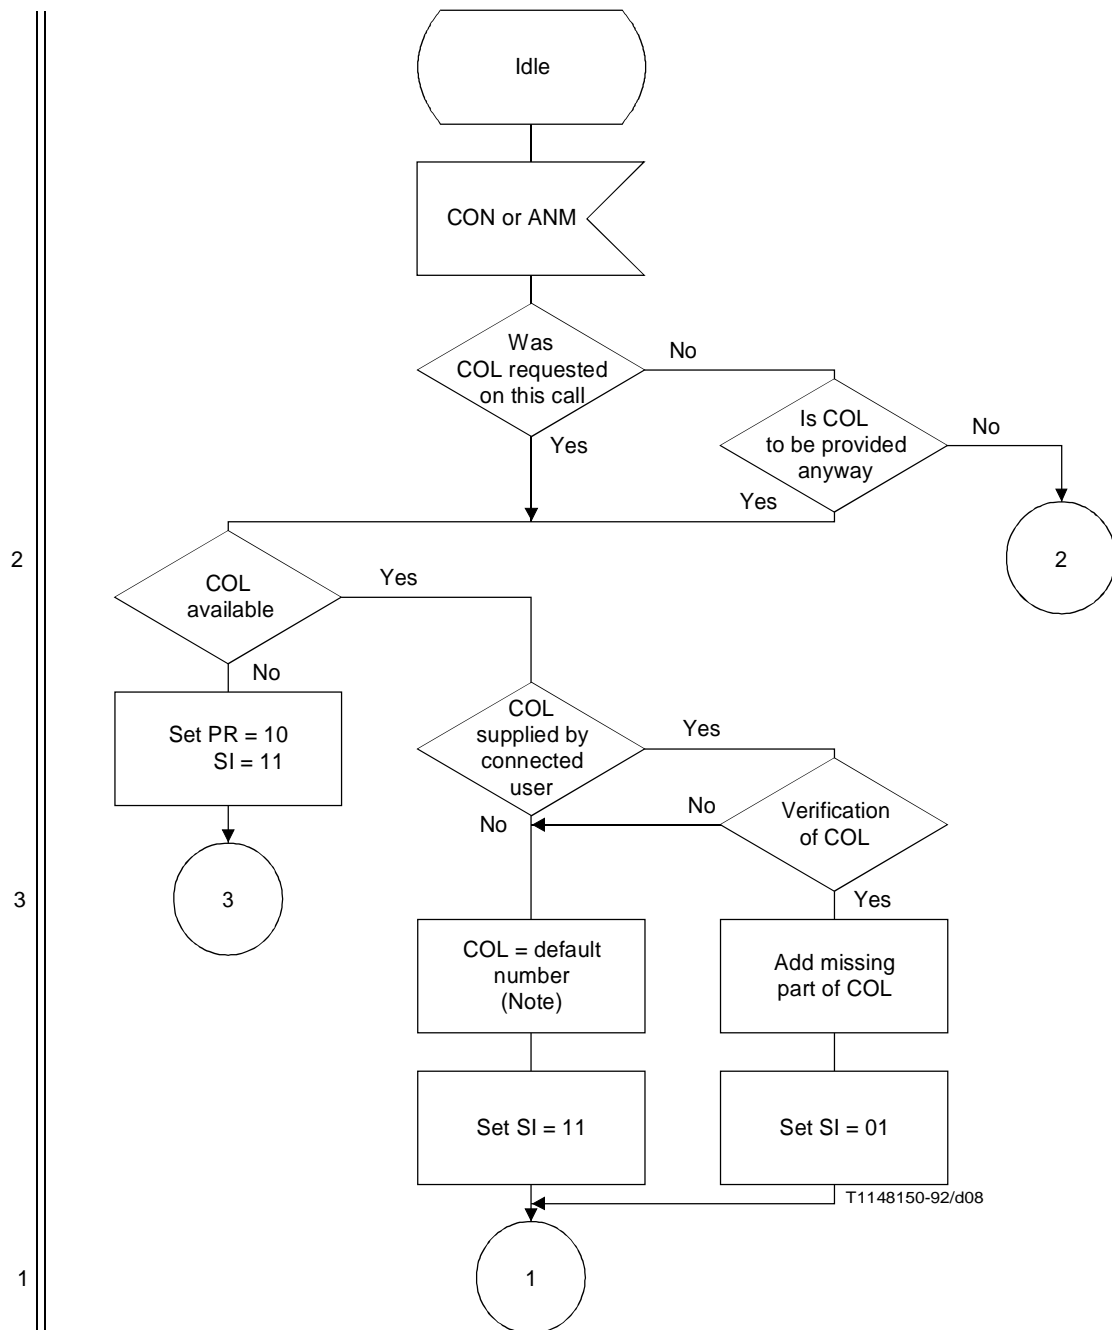 Idle
CON or ANM
Was
COL requested
on this call
No
Yes
Is COL
to be provided
anyway
No
Yes
2
2
COL
available
Yes
No
Set PR = 10
SI = 11
3
3
COL
supplied by
connected
user
Yes
No
Verification
of COL
No
Yes
COL = default
number
(Note)
Add missing
part of COL
Set SI = 11
Set SI = 01
T1148150-92/d08
1
1